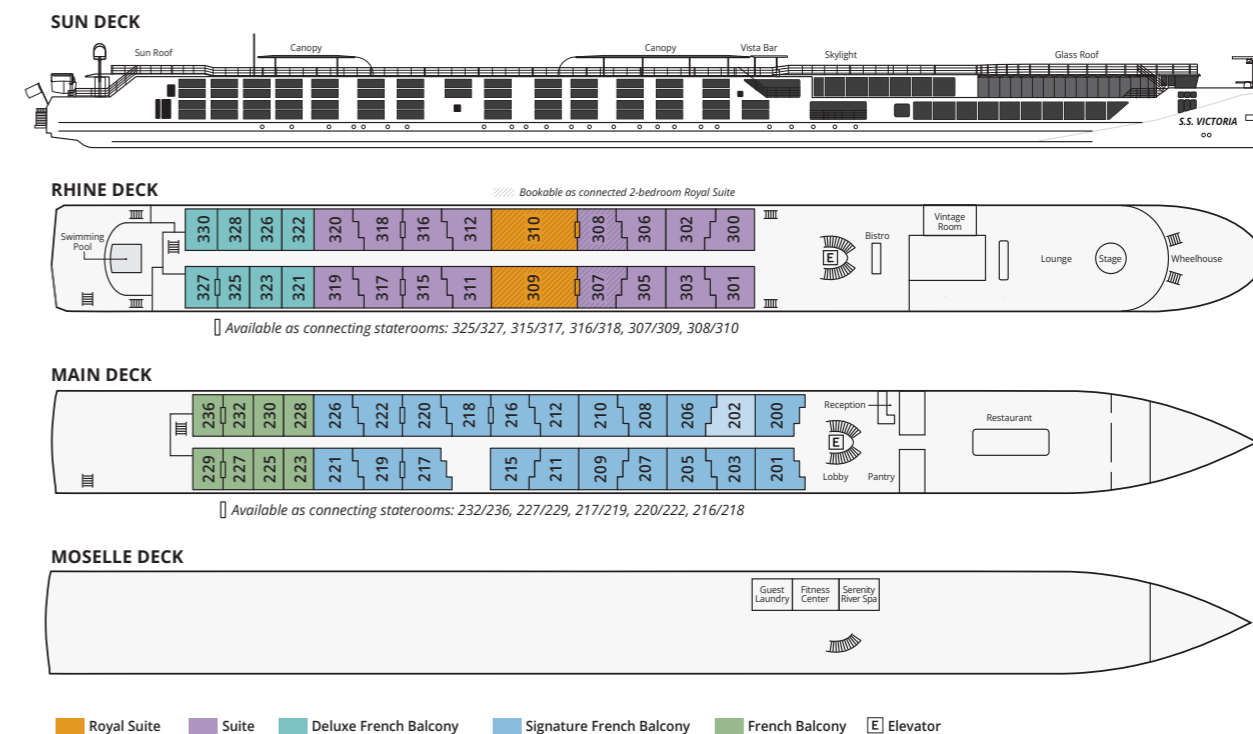 SUN DECK
Sun Roof
Canopy
Canopy
Vista Bar
Skylight
Glass Roof
S.S. VICTORIA
RHINE DECK
Bookable as connected 2-bedroom Royal Suite
Swimming
Pool
330 328 326 322 320 318 316 312 310 308 306 302 300
327 325 323 321 319 317 315 311 309 307 305 303 301
E
Bistro
Vintage
Room
Lounge
Stage
Wheelhouse
Available as connecting staterooms: 325/327, 315/317, 316/318, 307/309, 308/310
MAIN DECK
236 232 230 228 226 222 220 218 216 212 210 208 206 202 200
229 227 225 223 221 219 217 215 211 209 207 205 203 201
Reception
E
Lobby
Pantry
Restaurant
Available as connecting staterooms: 232/236, 227/229, 217/219, 220/222, 216/218
MOSELLE DECK
Guest
Laundry
Fitness
Center
Serenity
River Spa
Royal Suite
Suite
Deluxe French Balcony
Signature French Balcony
French Balcony
E Elevator